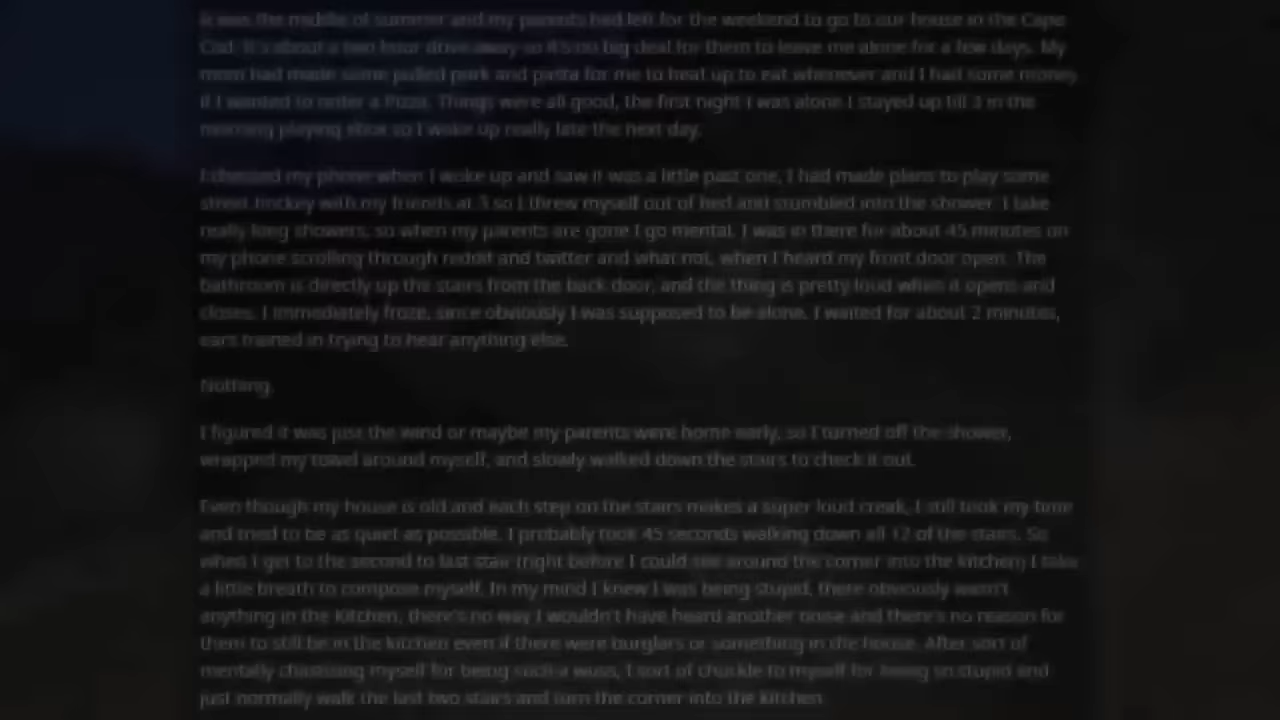 It was the middle of summer and my parents had left for the weekend to go to our house in the Cape
Cod. It's about a two hour drive away so it's no big deal for them to leave me alone for a few days. My
mom had made some pulled pork and pasta for me to heat up to eat whenever and I had some money
if I wanted to order a Pizza. Things were all good, the first night I was alone I stayed up till 3 in the
morning playing xbox so I woke up really late the next day.
I checked my phone when I woke up and saw it was a little past one, I had made plans to play some
street hockey with my friends at 3 so I threw myself out of bed and stumbled into the shower. I take
really long showers, so when my parents are gone I go mental. I was in there for about 45 minutes on
my phone scrolling through reddit and twitter and what not, when I heard my front door open. The
bathroom is directly up the stairs from the back door, and the thing is pretty loud when it opens and
closes. I immediately froze, since obviously I was supposed to be alone. I waited for about 2 minutes,
ears trained in trying to hear anything else.
Nothing.
I figured it was just the wind or maybe my parents were home early, so I turned off the shower,
wrapped my towel around myself, and slowly walked down the stairs to check it out.
Even though my house is old and each step on the stairs makes a super loud creak, I still took my time
and tried to be as quiet as possible. I probably took 45 seconds walking down all 12 of the stairs. So
when I get to the second to last stair (right before I could see around the corner into the kitchen) I take
a little breath to compose myself. In my mind I knew I was being stupid, there obviously wasn't
anything in the Kitchen, there's no way I wouldn't have heard another noise and there's no reason for
them to still be in the kitchen even if there were burglars or something in the house. After sort of
mentally chastising myself for being such a wuss, I sort of chuckle to myself for being so stupid and
just normally walk the last two stairs and turn the corner into the kitchen.